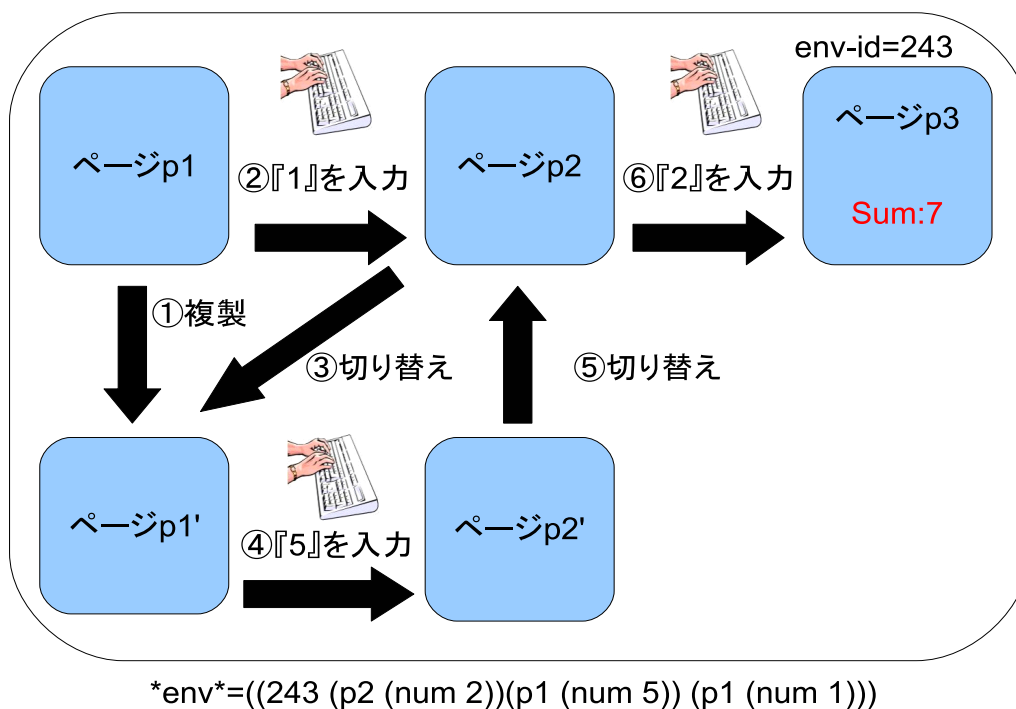 env-id=243
ページp1
②『1』を入力
ページp2
⑥『2』を入力
ページp3
Sum:7
①複製
③切り替え
⑤切り替え
ページp1'
④『5』を入力
ページp2'
*env*=((243 (p2 (num 2))(p1 (num 5)) (p1 (num 1)))